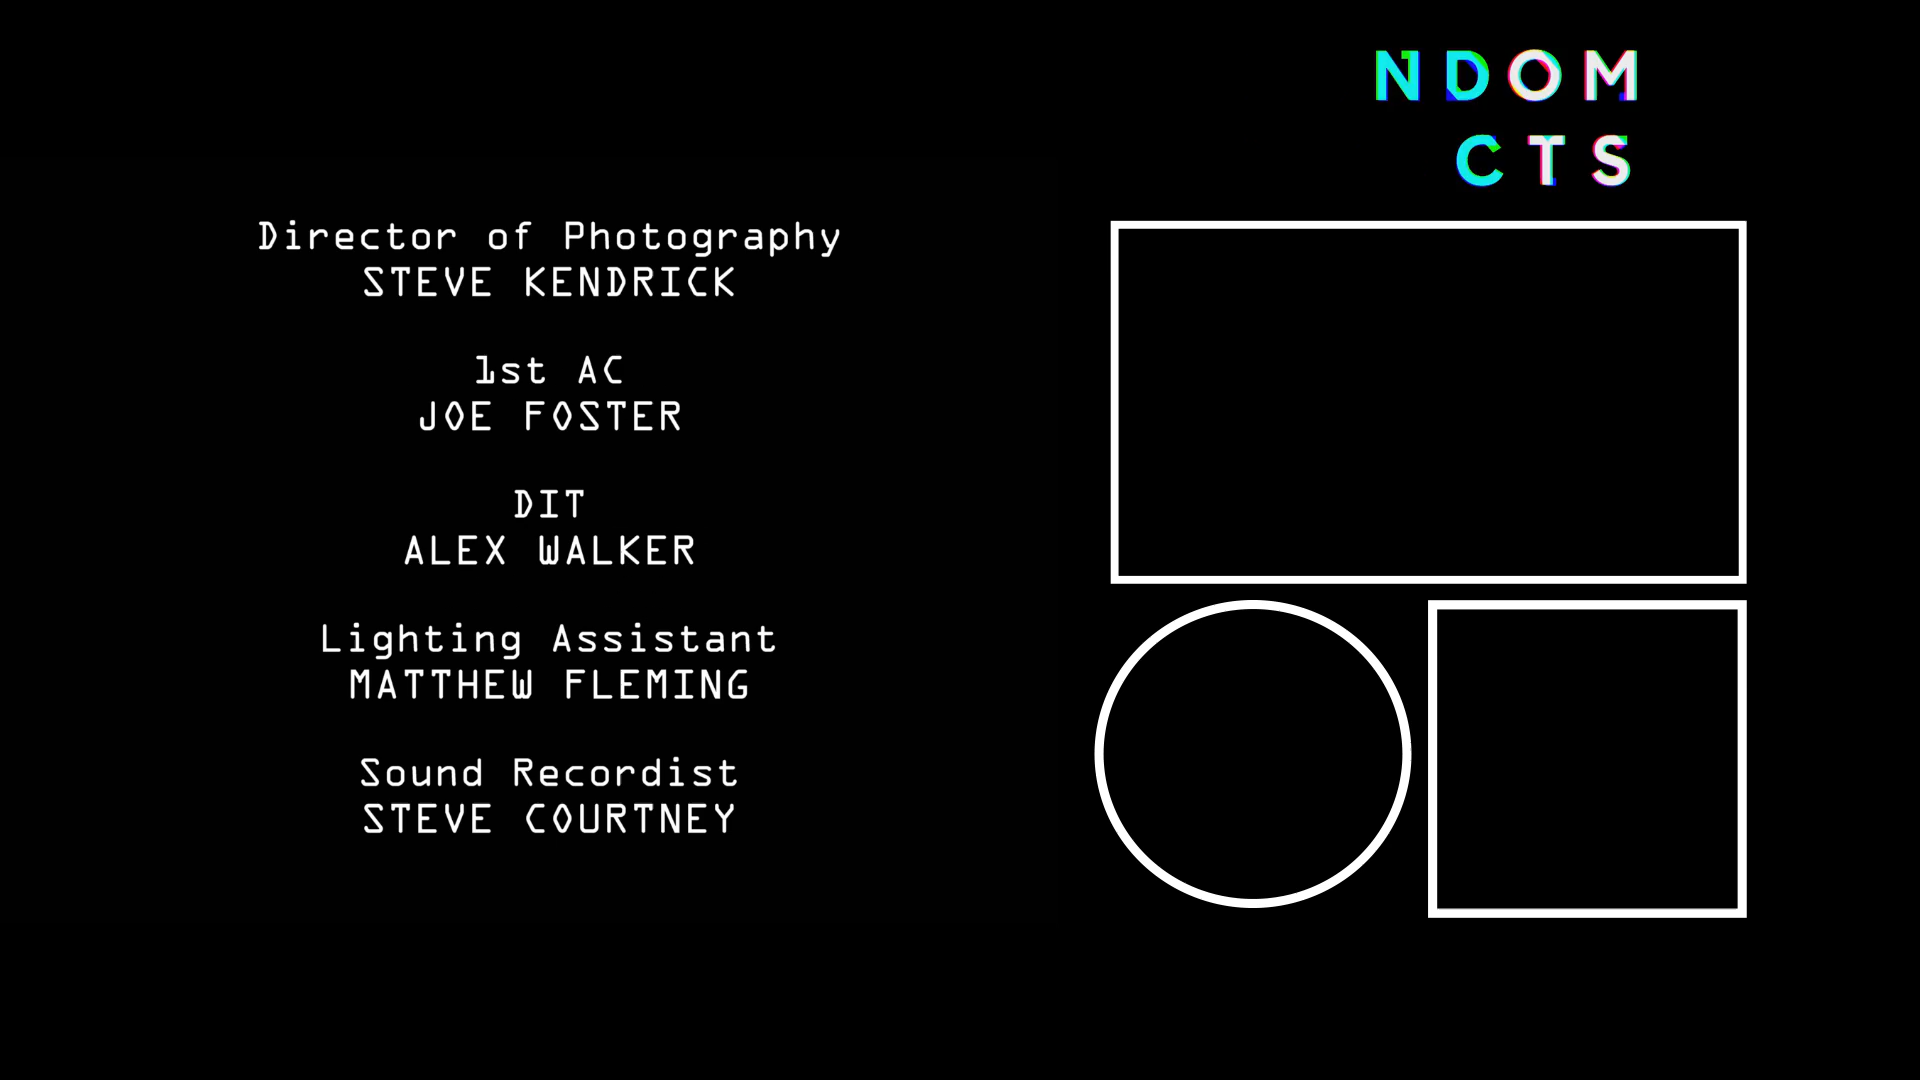 NDOM
CTS
Director of Photography
STEVE KENDRICK
1st AC
JOE FOSTER
DIT
ALEX WALKER
Lighting Assistant
MATTHEW FLEMING
Sound Recordist
STEVE COURTNEY